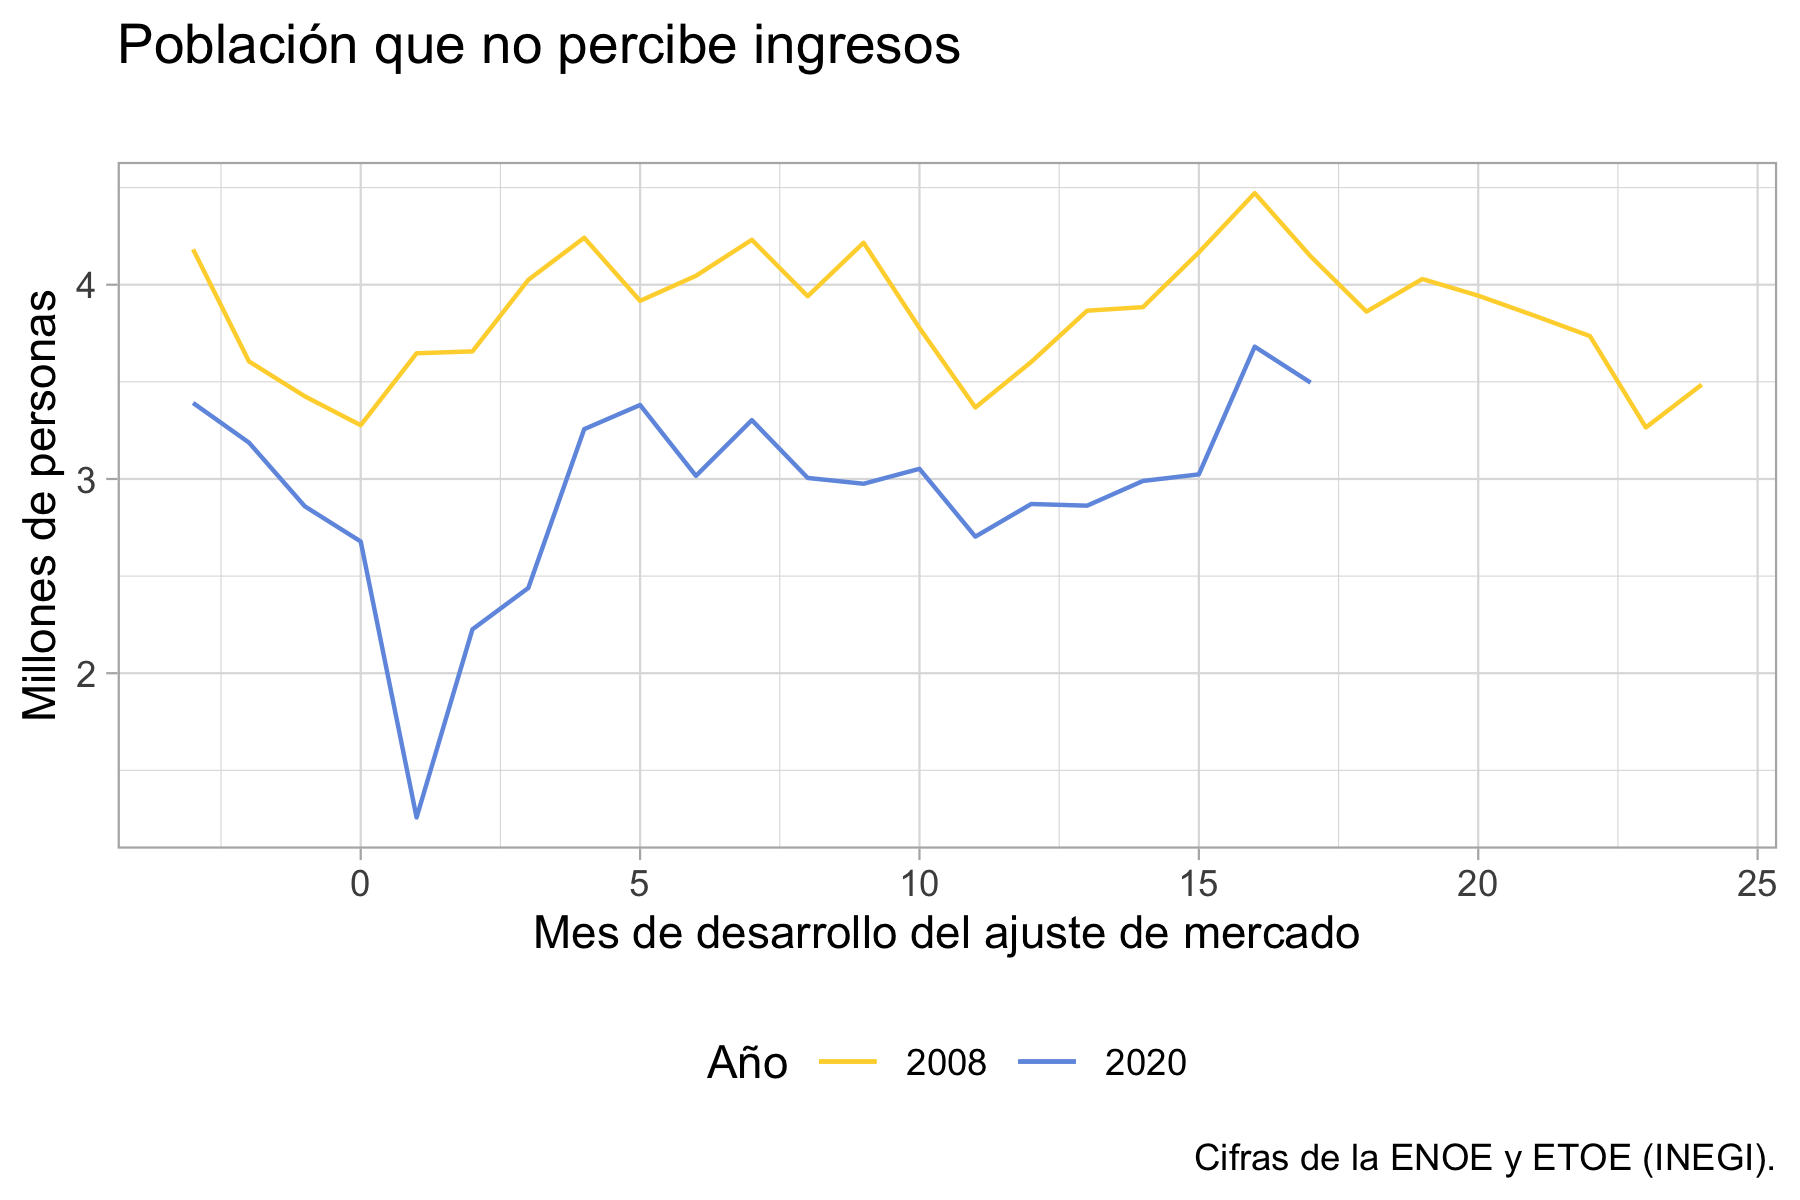 Población que no percibe ingresos
Millones de personas
4
3
2
0 5 10 15 20 25
Mes de desarrollo del ajuste de mercado
Año 2008 2020
Cifras de la ENOE y ETOE (INEGI).